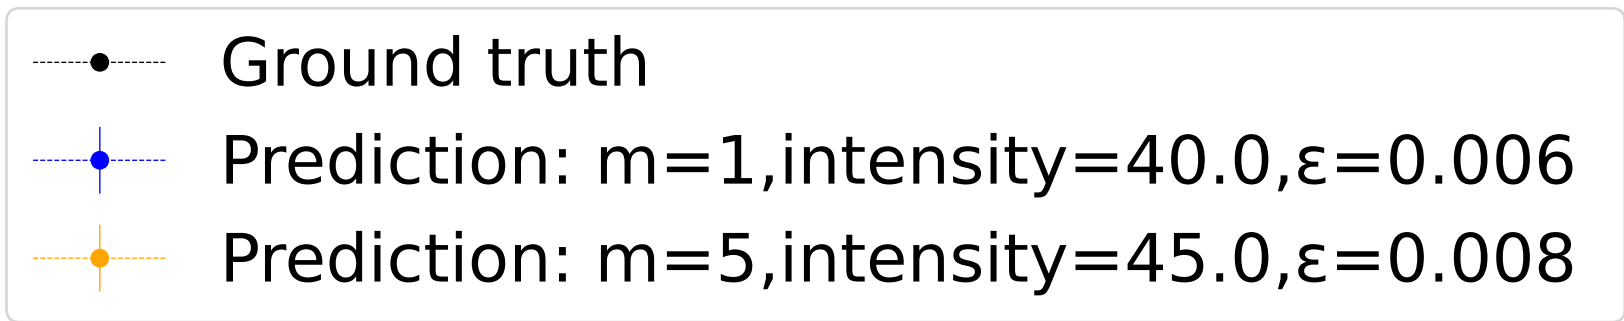 Ground truth
Prediction: m=1,intensity=40.0,ε=0.006
Prediction: m=5,intensity=45.0,ε=0.008